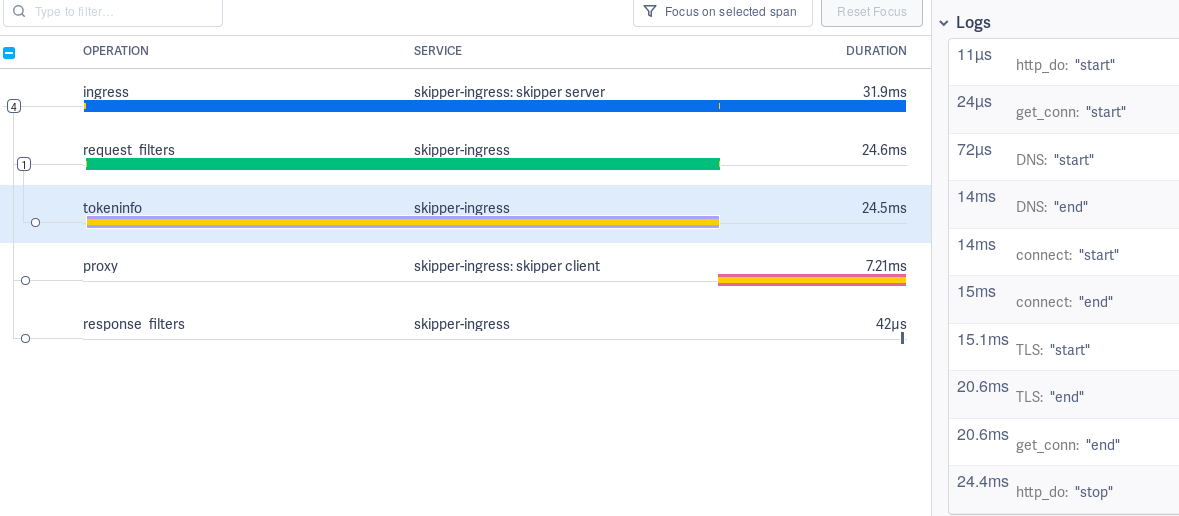 Type to filter…
Focus on selected span
Reset Focus
OPERATION SERVICE DURATION
4 ingress skipper-ingress: skipper server 31.9ms
1 request_filters skipper-ingress 24.6ms
tokeninfo skipper-ingress 24.5ms
proxy skipper-ingress: skipper client 7.21ms
response_filters skipper-ingress 42µs
Logs
11µs http_do: "start"
24µs get_conn: "start"
72µs DNS: "start"
14ms DNS: "end"
14ms connect: "start"
15ms connect: "end"
15.1ms TLS: "start"
20.6ms TLS: "end"
20.6ms get_conn: "end"
24.4ms http_do: "stop"